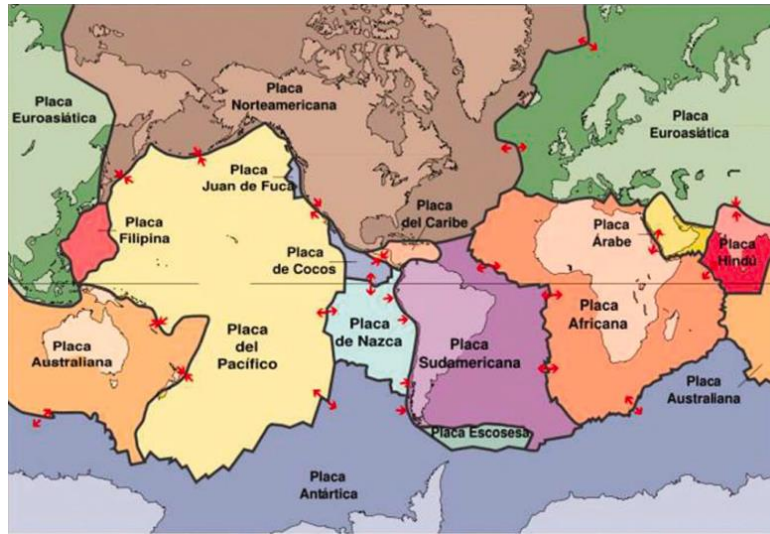 Placa
Euroasiática
Placa
Norteamericana
Placa
Euroasiática
Placa
Juan de Fuca
Placa
del Caribe
Placa
Filipina
Placa
Árabe
Placa
Hindú
Placa
de Cocos
Placa
Australiana
Placa
del
Pacífico
Placa
de Nazca
Placa
Sudamericana
Placa
Africana
Placa
Australiana
Placa Escosesa
Placa
Antártica